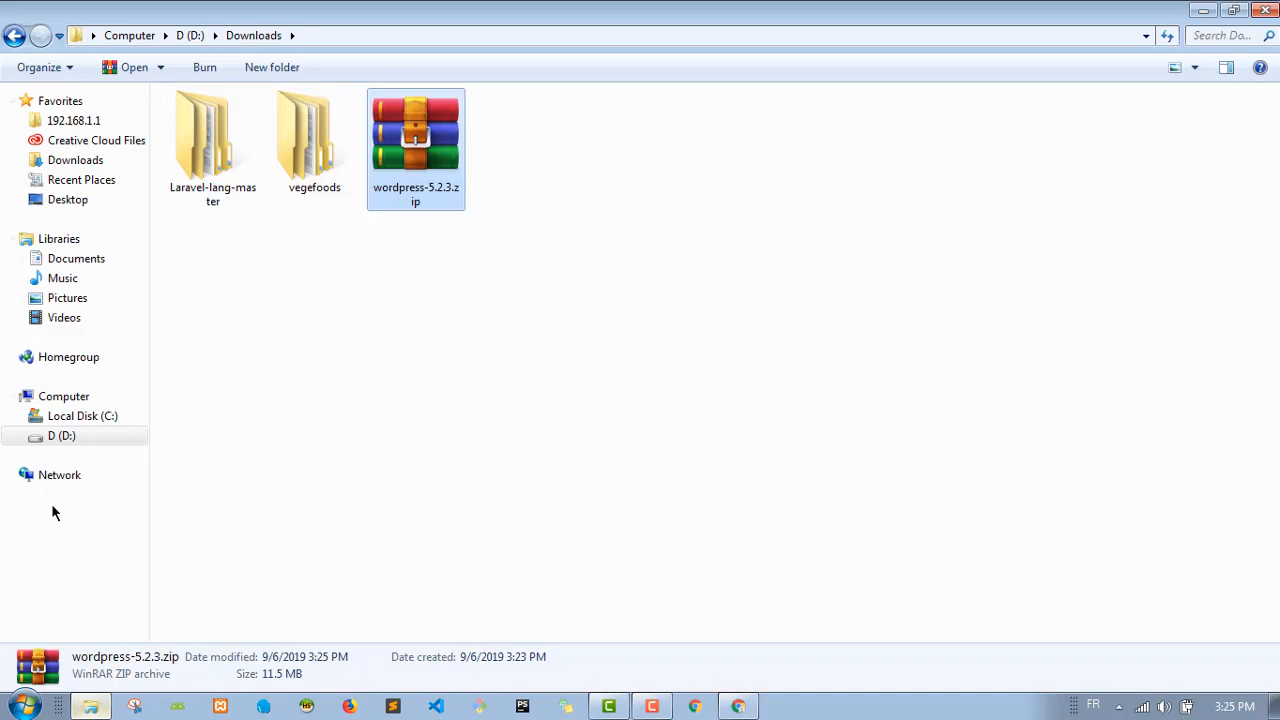 Computer D (D:) Downloads Search Do...
Organize Open Burn New folder
Favorites
192.168.1.1
Creative Cloud Files
Downloads
Recent Places
Desktop
Libraries
Documents
Music
Pictures
Videos
Homegroup
Computer
Local Disk (C:)
D (D:)
Network
Laravel-lang-mas
ter
vegefoods
wordpress-5.2.3.z
ip
wordpress-5.2.3.zip Date modified: 9/6/2019 3:25 PM Date created: 9/6/2019 3:23 PM
WinRAR ZIP archive Size: 11.5 MB
PS FR 3:25 PM